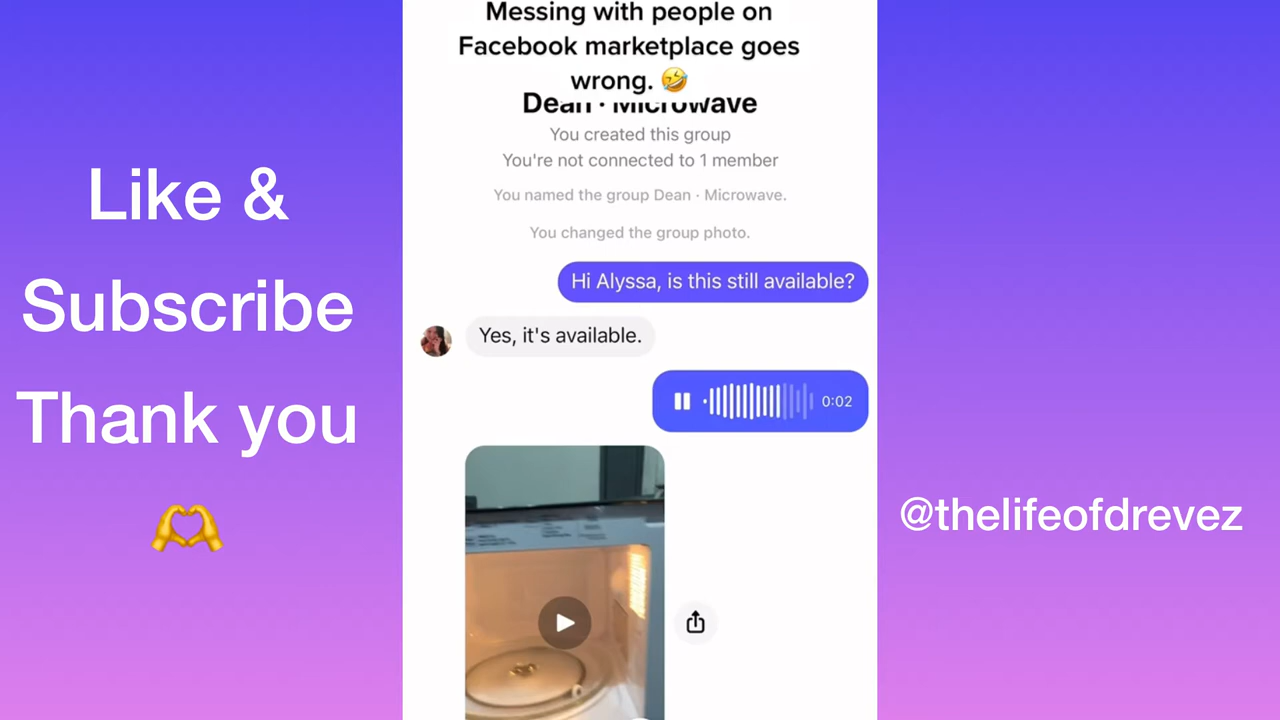 Like &
Subscribe
Thank you
🫶
Messing with people on
Facebook marketplace goes
wrong. 🤣
Dean · Microwave
You created this group
You're not connected to 1 member
You named the group Dean · Microwave.
You changed the group photo.
Hi Alyssa, is this still available?
Yes, it's available.
0:02
@thelifeofdrevez